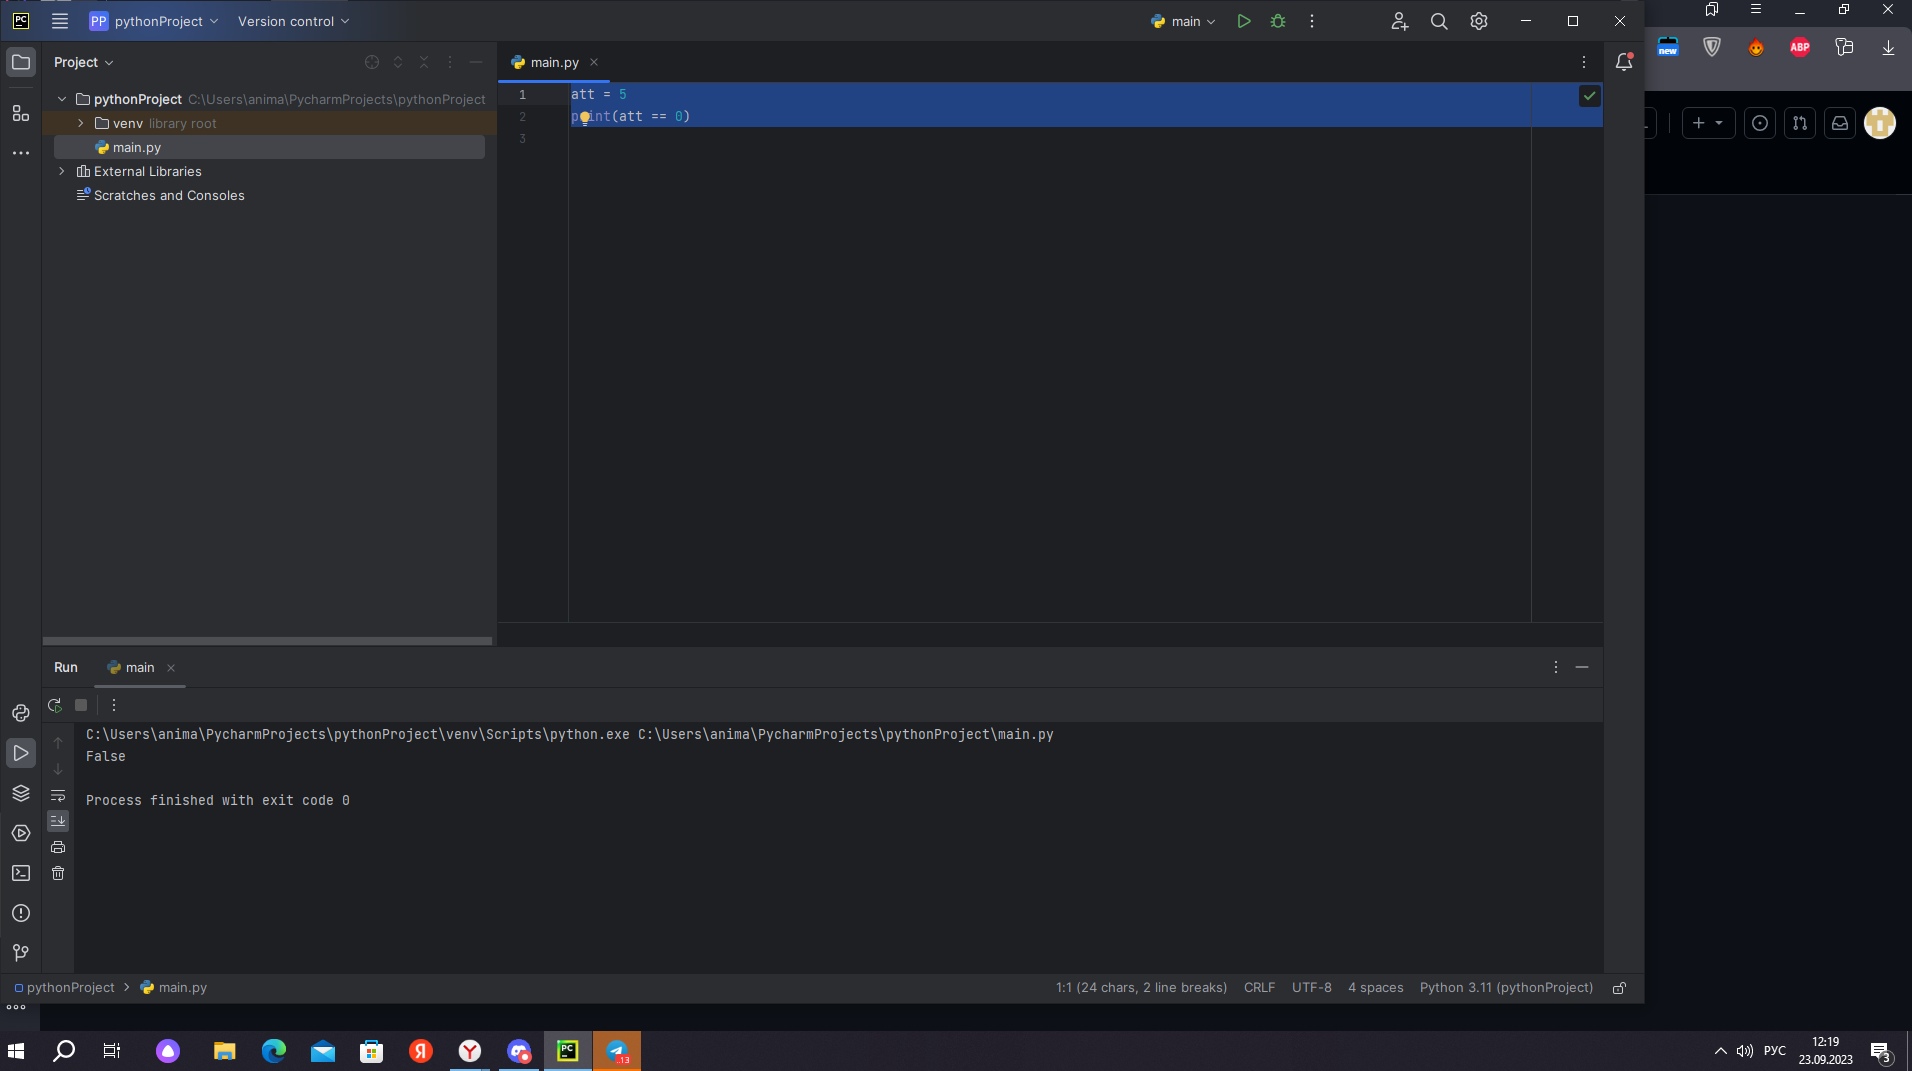 PC
PP pythonProject Version control main
new
ABP
Project main.py
pythonProject C:\Users\anima\PycharmProjects\pythonProject
venv library root
main.py
External Libraries
Scratches and Consoles
1 att = 5
2 print(att == 0)
3
Run main
C:\Users\anima\PycharmProjects\pythonProject\venv\Scripts\python.exe C:\Users\anima\PycharmProjects\pythonProject\main.py
False
Process finished with exit code 0
pythonProject main.py 1:1 (24 chars, 2 line breaks) CRLF UTF-8 4 spaces Python 3.11 (pythonProject)
Я Y PC ..13 РУС 12:19
23.09.2023 3